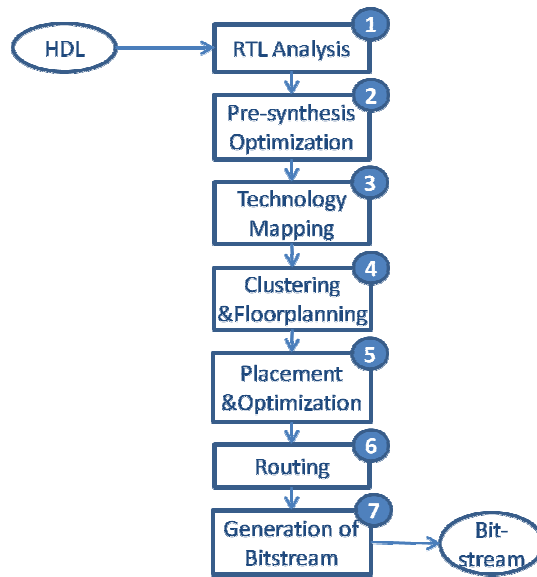 1
HDL
RTL Analysis
2
Pre-synthesis
Optimization
3
Technology
Mapping
4
Clustering
&Floorplanning
5
Placement
&Optimization
6
Routing
7
Generation of
Bitstream
Bit-
stream